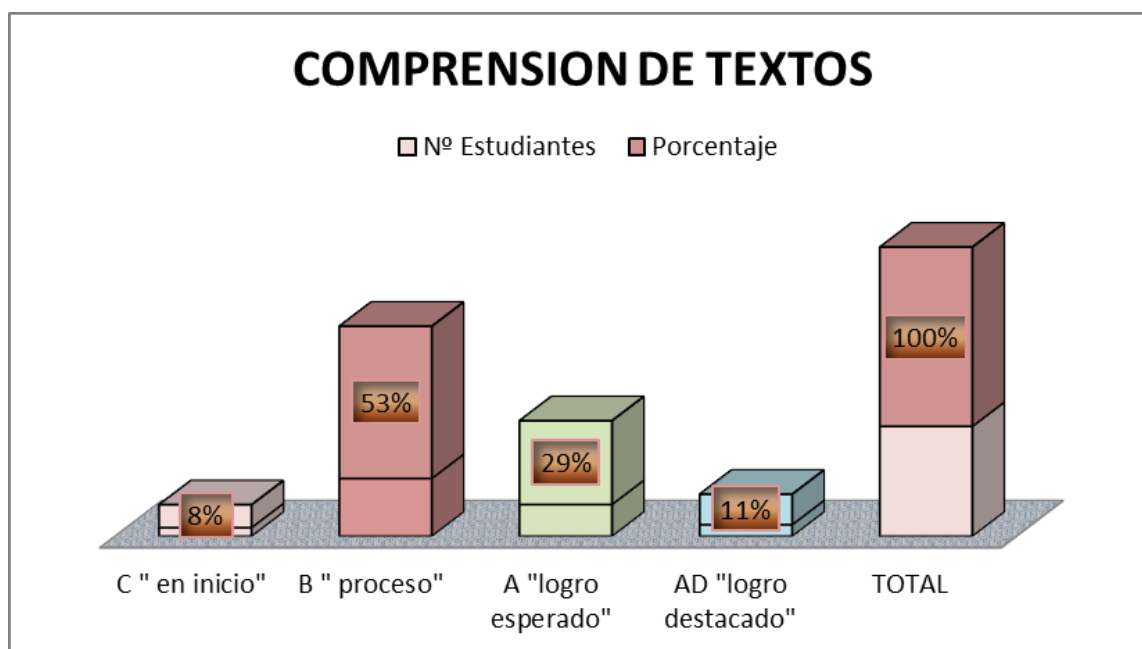 COMPRENSION DE TEXTOS
Nº Estudiantes Porcentaje
100%
53%
29%
8%
11%
C " en inicio" B " proceso" A "logro esperado" AD "logro destacado" TOTAL